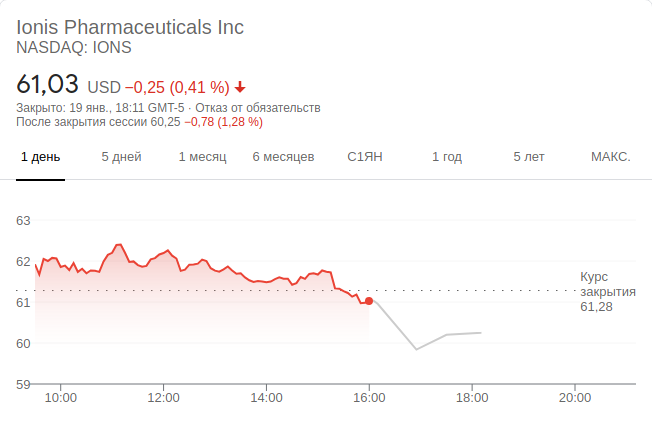 Ionis Pharmaceuticals Inc
NASDAQ: IONS
61,03 USD −0,25 (0,41 %)
Закрыто: 19 янв., 18:11 GMT-5 · Отказ от обязательств
После закрытия сессии 60,25 −0,78 (1,28 %)
1 день 5 дней 1 месяц 6 месяцев С1ЯН 1 год 5 лет МАКС.
63
62
Курс
закрытия
61,28
61
60
59
10:00 12:00 14:00 16:00 18:00 20:00